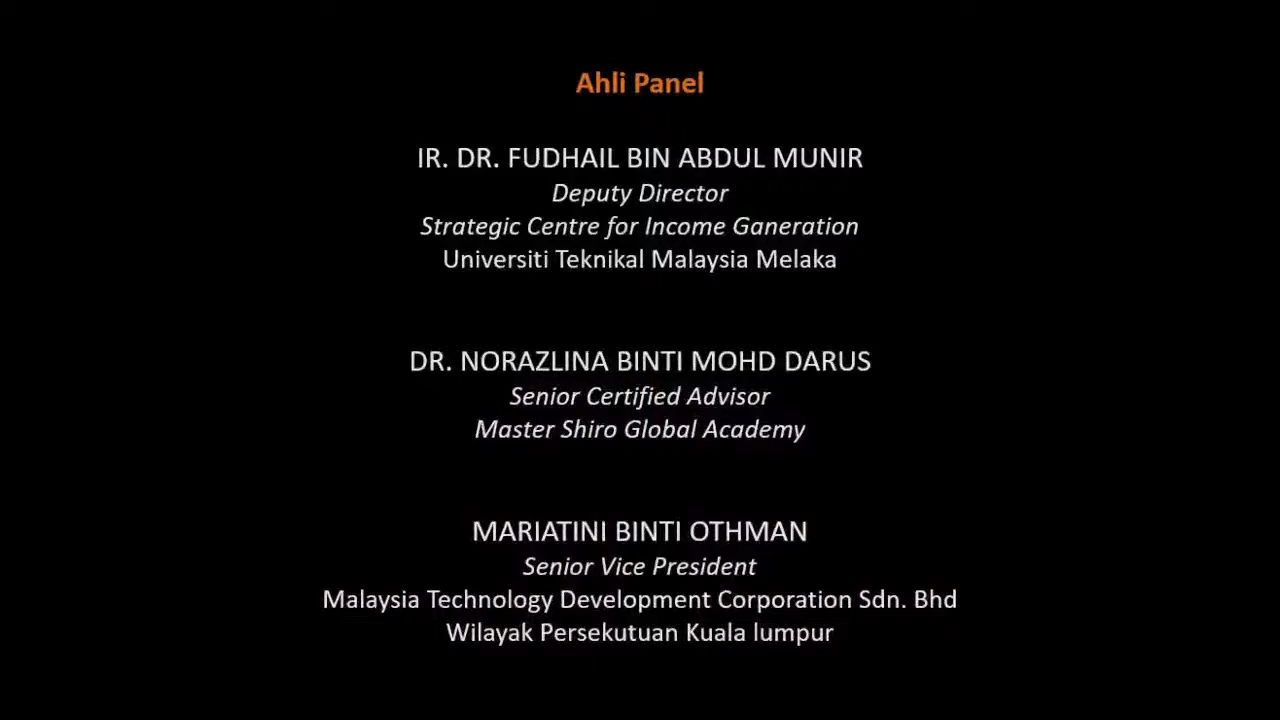 Ahli Panel
IR. DR. FUDHAIL BIN ABDUL MUNIR
Deputy Director
Strategic Centre for Income Ganeration
Universiti Teknikal Malaysia Melaka
DR. NORAZLINA BINTI MOHD DARUS
Senior Certified Advisor
Master Shiro Global Academy
MARIATINI BINTI OTHMAN
Senior Vice President
Malaysia Technology Development Corporation Sdn. Bhd
Wilayak Persekutuan Kuala lumpur